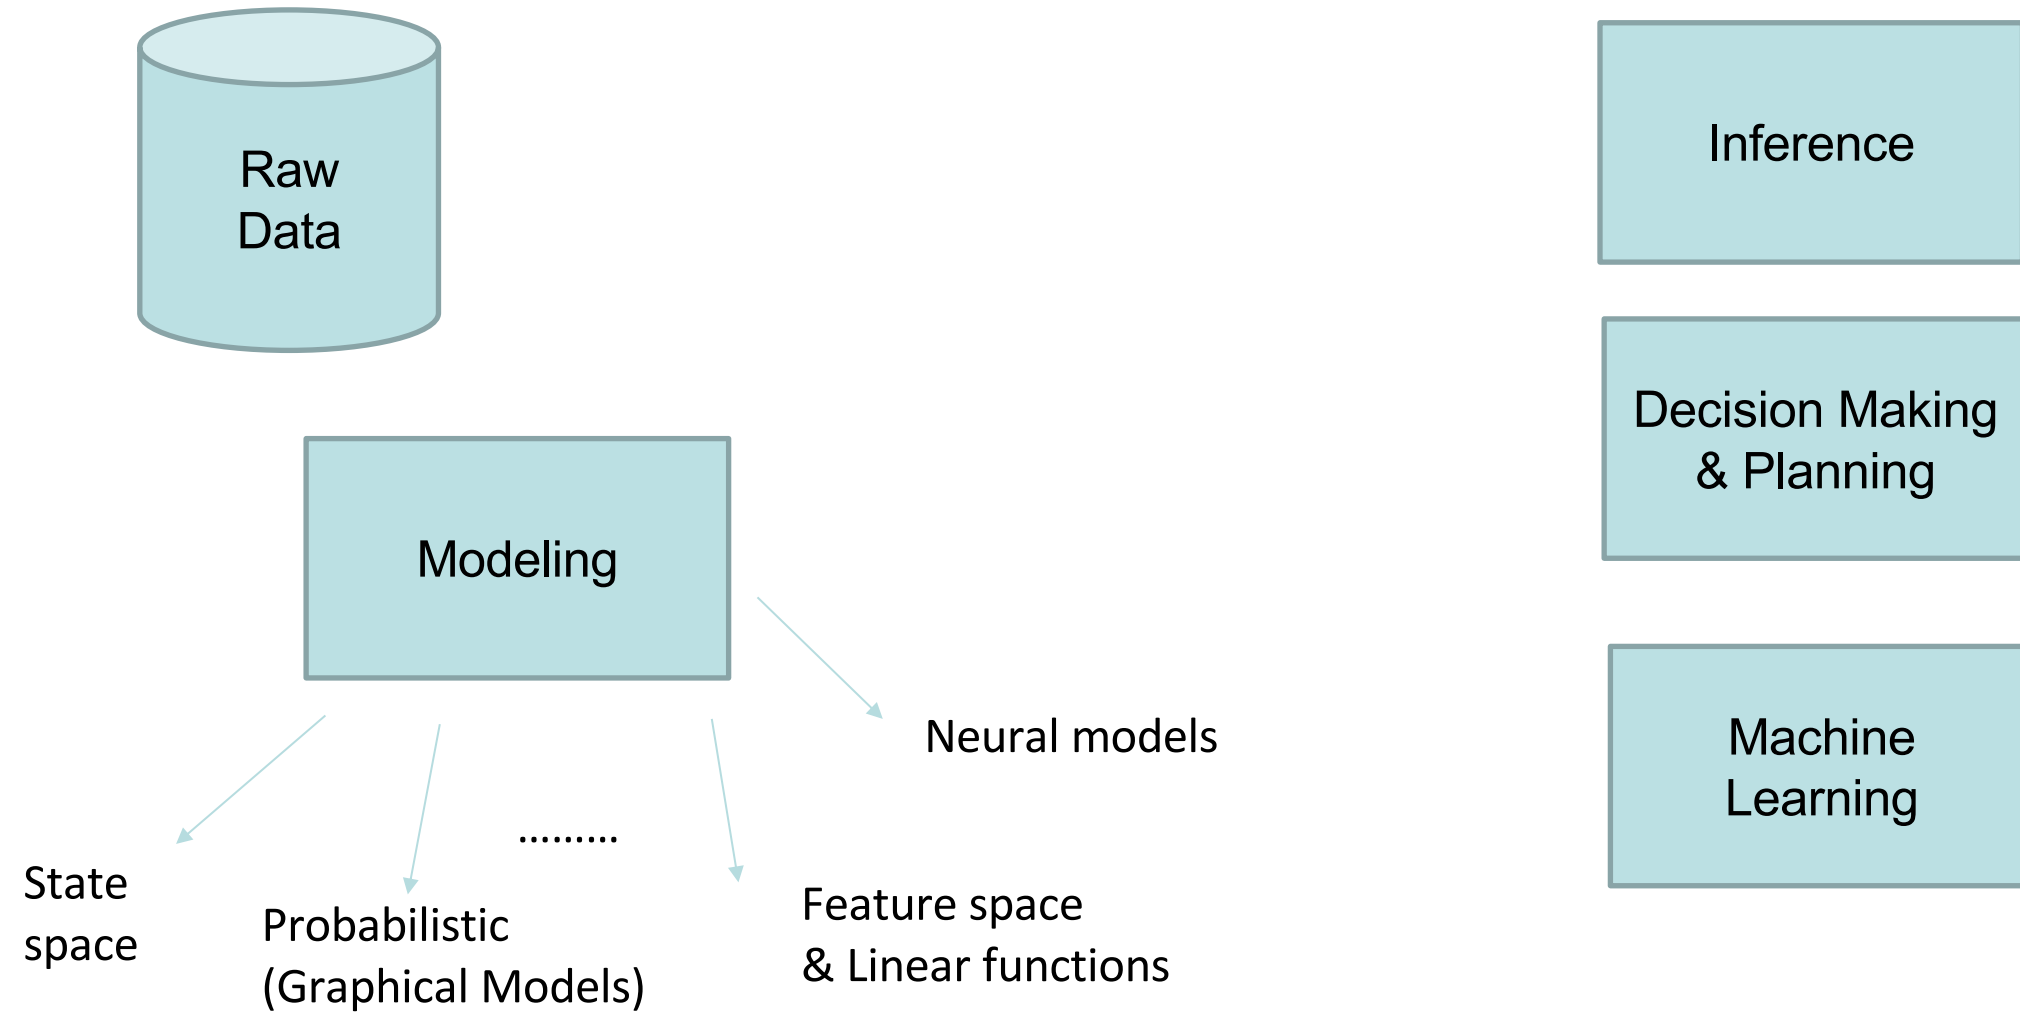 Raw
Data
Inference
Decision Making
& Planning
Modeling
Machine
Learning
Neural models
.........
State
space
Probabilistic
(Graphical Models)
Feature space
& Linear functions